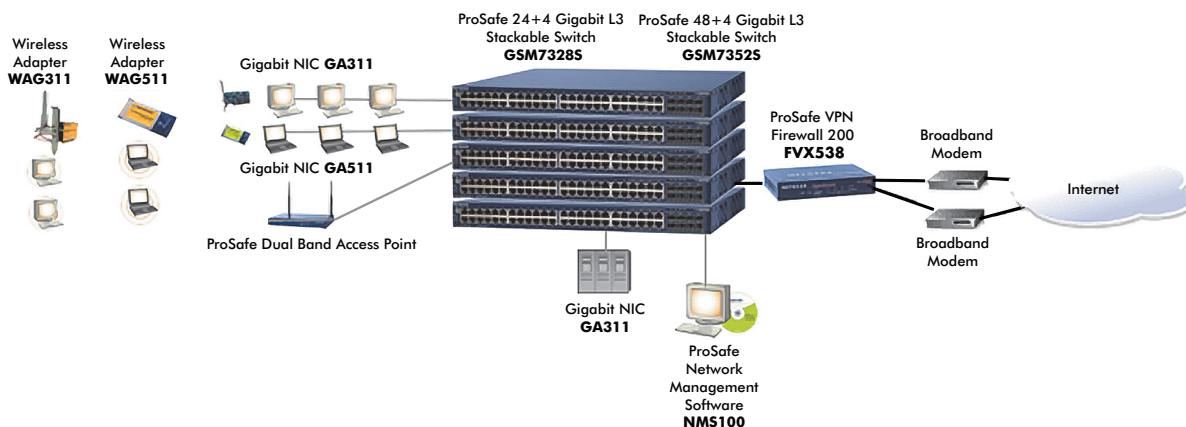 ProSafe 24+4 Gigabit L3
Stackable Switch
GSM7328S
ProSafe 48+4 Gigabit L3
Stackable Switch
GSM7352S
Wireless
Adapter
WAG311
Wireless
Adapter
WAG511
Gigabit NIC GA311
Gigabit NIC GA511
ProSafe Dual Band Access Point
ProSafe VPN
Firewall 200
FVX538
NETGEAR
Broadband
Modem
Internet
Broadband
Modem
Gigabit NIC
GA311
ProSafe
Network
Management
Software
NMS100